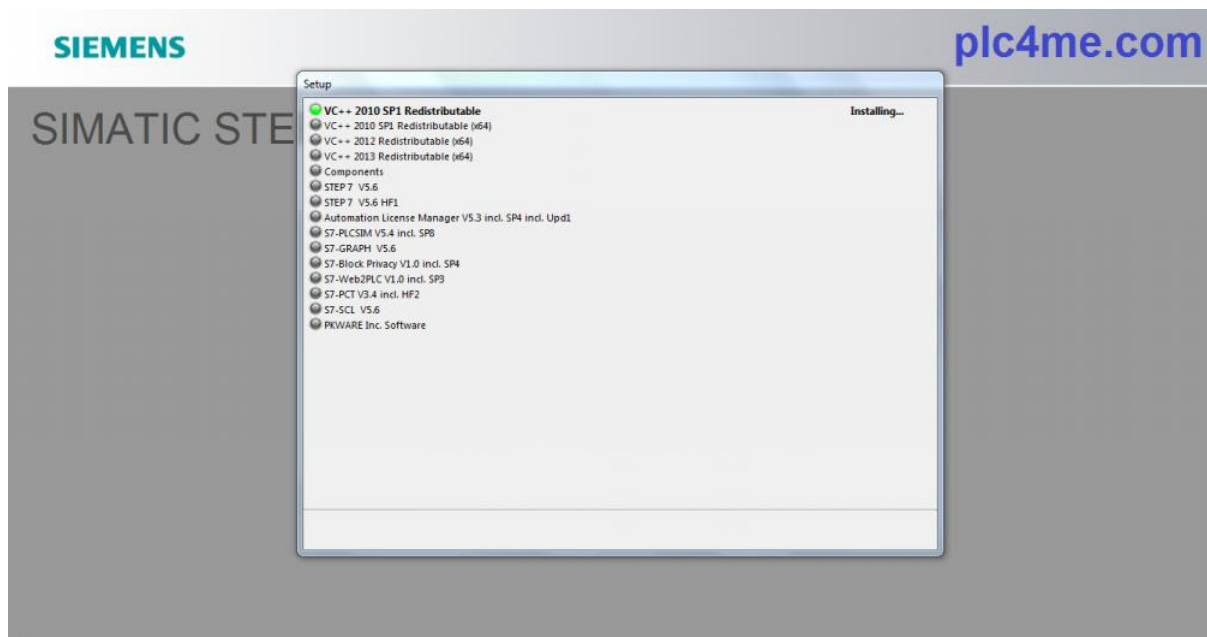 SIEMENS
plc4me.com
SIMATIC STE
Setup
VC++ 2010 SP1 Redistributable Installing...
VC++ 2010 SP1 Redistributable (x64)
VC++ 2012 Redistributable (x64)
VC++ 2013 Redistributable (x64)
Components
STEP 7 V5.6
STEP 7 V5.6 HF1
Automation License Manager V5.3 incl. SP4 incl. Upd1
S7-PLCSIM V5.4 incl. SP8
S7-GRAPH V5.6
S7-Block Privacy V1.0 incl. SP4
S7-Web2PLC V1.0 incl. SP3
S7-PCT V3.4 incl. HF2
S7-SCL V5.6
PKWARE Inc. Software